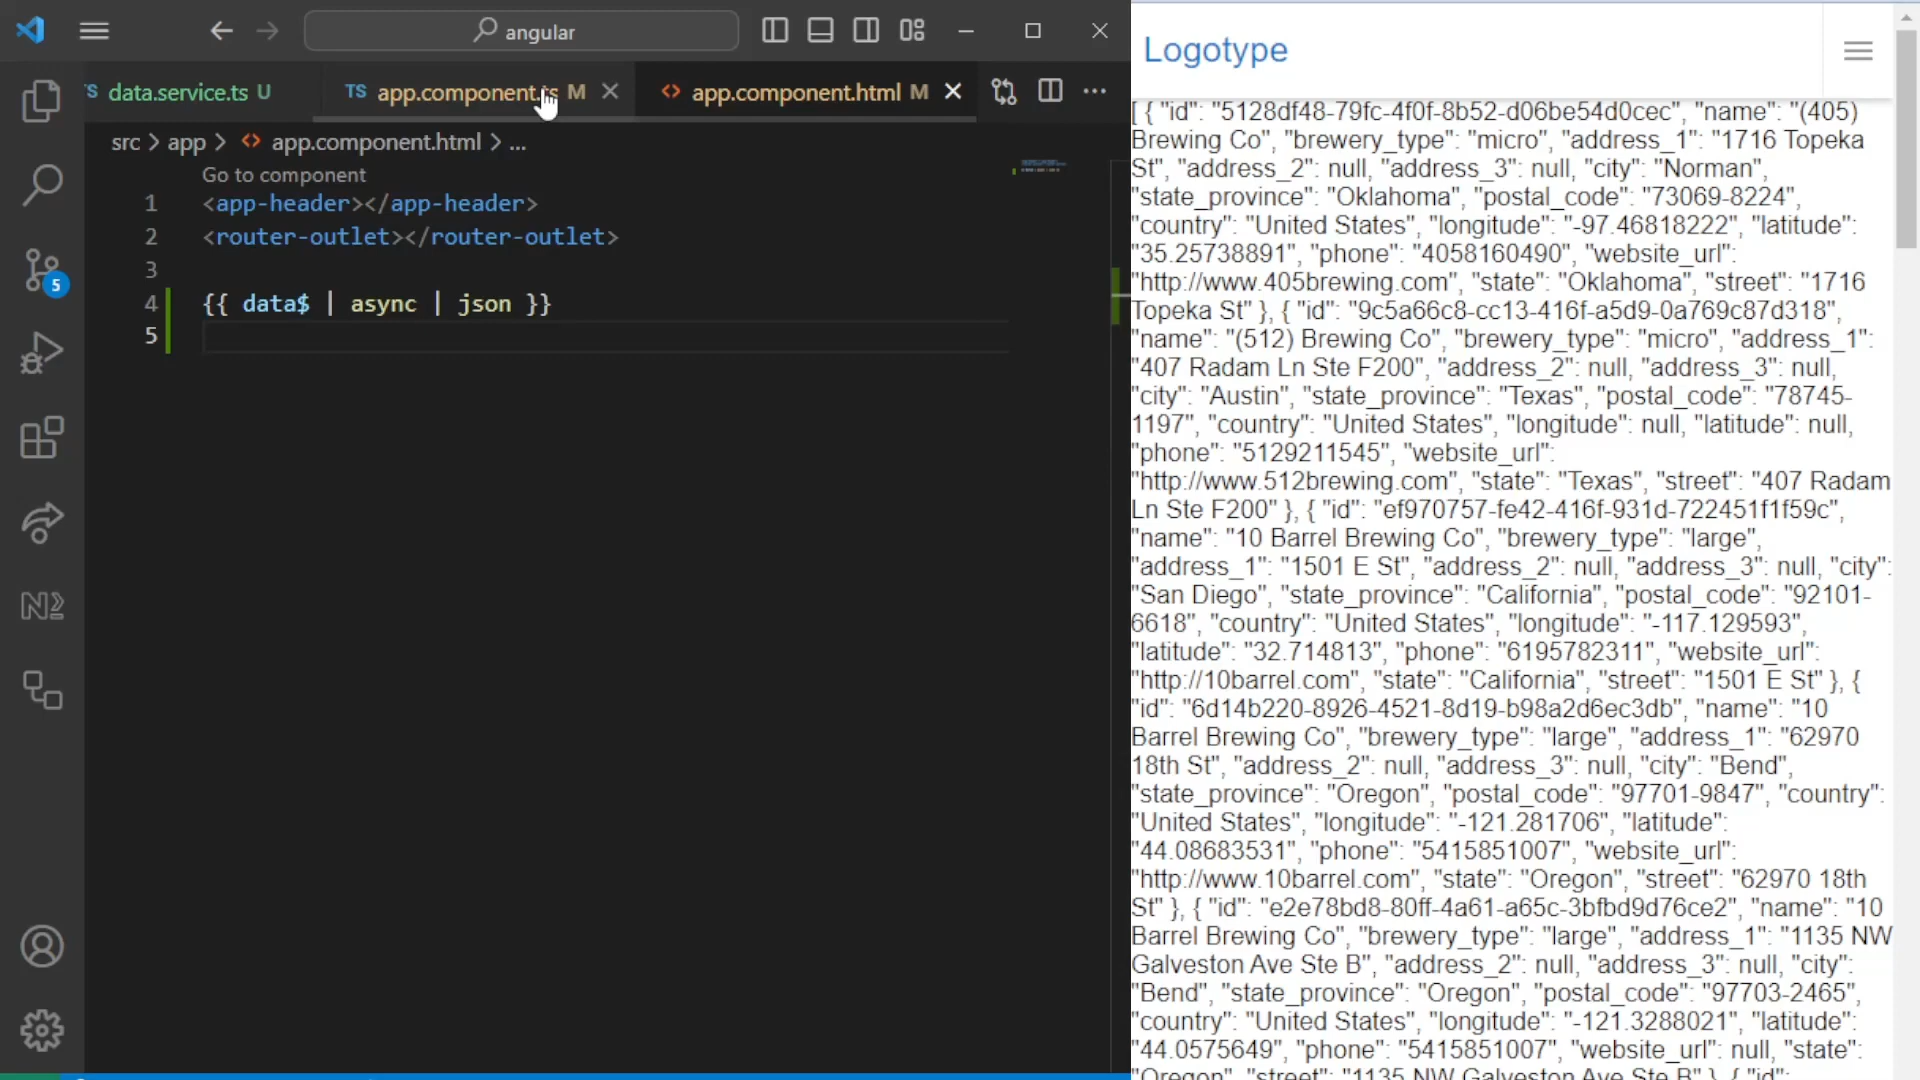 angular
data.service.ts U
TS app.component.ts M
<> app.component.html M
src > app > <> app.component.html > ...
Go to component
1 <app-header></app-header>
2 <router-outlet></router-outlet>
3
4 {{ data$ | async | json }}
5
5
Logotype
[ { "id": "5128df48-79fc-4f0f-8b52-d06be54d0cec", "name": "(405)
Brewing Co", "brewery_type": "micro", "address_1": "1716 Topeka
St", "address_2": null, "address_3": null, "city": "Norman",
"state_province": "Oklahoma", "postal_code": "73069-8224",
"country": "United States", "longitude": "-97.46818222", "latitude":
"35.25738891", "phone": "4058160490", "website_url":
"http://www.405brewing.com", "state": "Oklahoma", "street": "1716
Topeka St" }, { "id": "9c5a66c8-cc13-416f-a5d9-0a769c87d318",
"name": "(512) Brewing Co", "brewery_type": "micro", "address_1":
"407 Radam Ln Ste F200", "address_2": null, "address_3": null,
"city": "Austin", "state_province": "Texas", "postal_code": "78745-
1197", "country": "United States", "longitude": null, "latitude": null,
"phone": "5129211545", "website_url":
"http://www.512brewing.com", "state": "Texas", "street": "407 Radam
Ln Ste F200" }, { "id": "ef970757-fe42-416f-931d-722451f1f59c",
"name": "10 Barrel Brewing Co", "brewery_type": "large",
"address_1": "1501 E St", "address_2": null, "address_3": null, "city":
"San Diego", "state_province": "California", "postal_code": "92101-
6618", "country": "United States", "longitude": "-117.129593",
"latitude": "32.714813", "phone": "6195782311", "website_url":
"http://10barrel.com", "state": "California", "street": "1501 E St" }, {
"id": "6d14b220-8926-4521-8d19-b98a2d6ec3db", "name": "10
Barrel Brewing Co", "brewery_type": "large", "address_1": "62970
18th St", "address_2": null, "address_3": null, "city": "Bend",
"state_province": "Oregon", "postal_code": "97701-9847", "country":
"United States", "longitude": "-121.281706", "latitude":
"44.08683531", "phone": "5415851007", "website_url":
"http://www.10barrel.com", "state": "Oregon", "street": "62970 18th
St" }, { "id": "e2e78bd8-80ff-4a61-a65c-3bfbd9d76ce2", "name": "10
Barrel Brewing Co", "brewery_type": "large", "address_1": "1135 NW
Galveston Ave Ste B", "address_2": null, "address_3": null, "city":
"Bend", "state_province": "Oregon", "postal_code": "97703-2465",
"country": "United States", "longitude": "-121.3288021", "latitude":
"44.0575649", "phone": "5415851007", "website_url": null, "state":
"Oregon", "street": "1135 NW Galveston Ave Ste B" }, { "id":